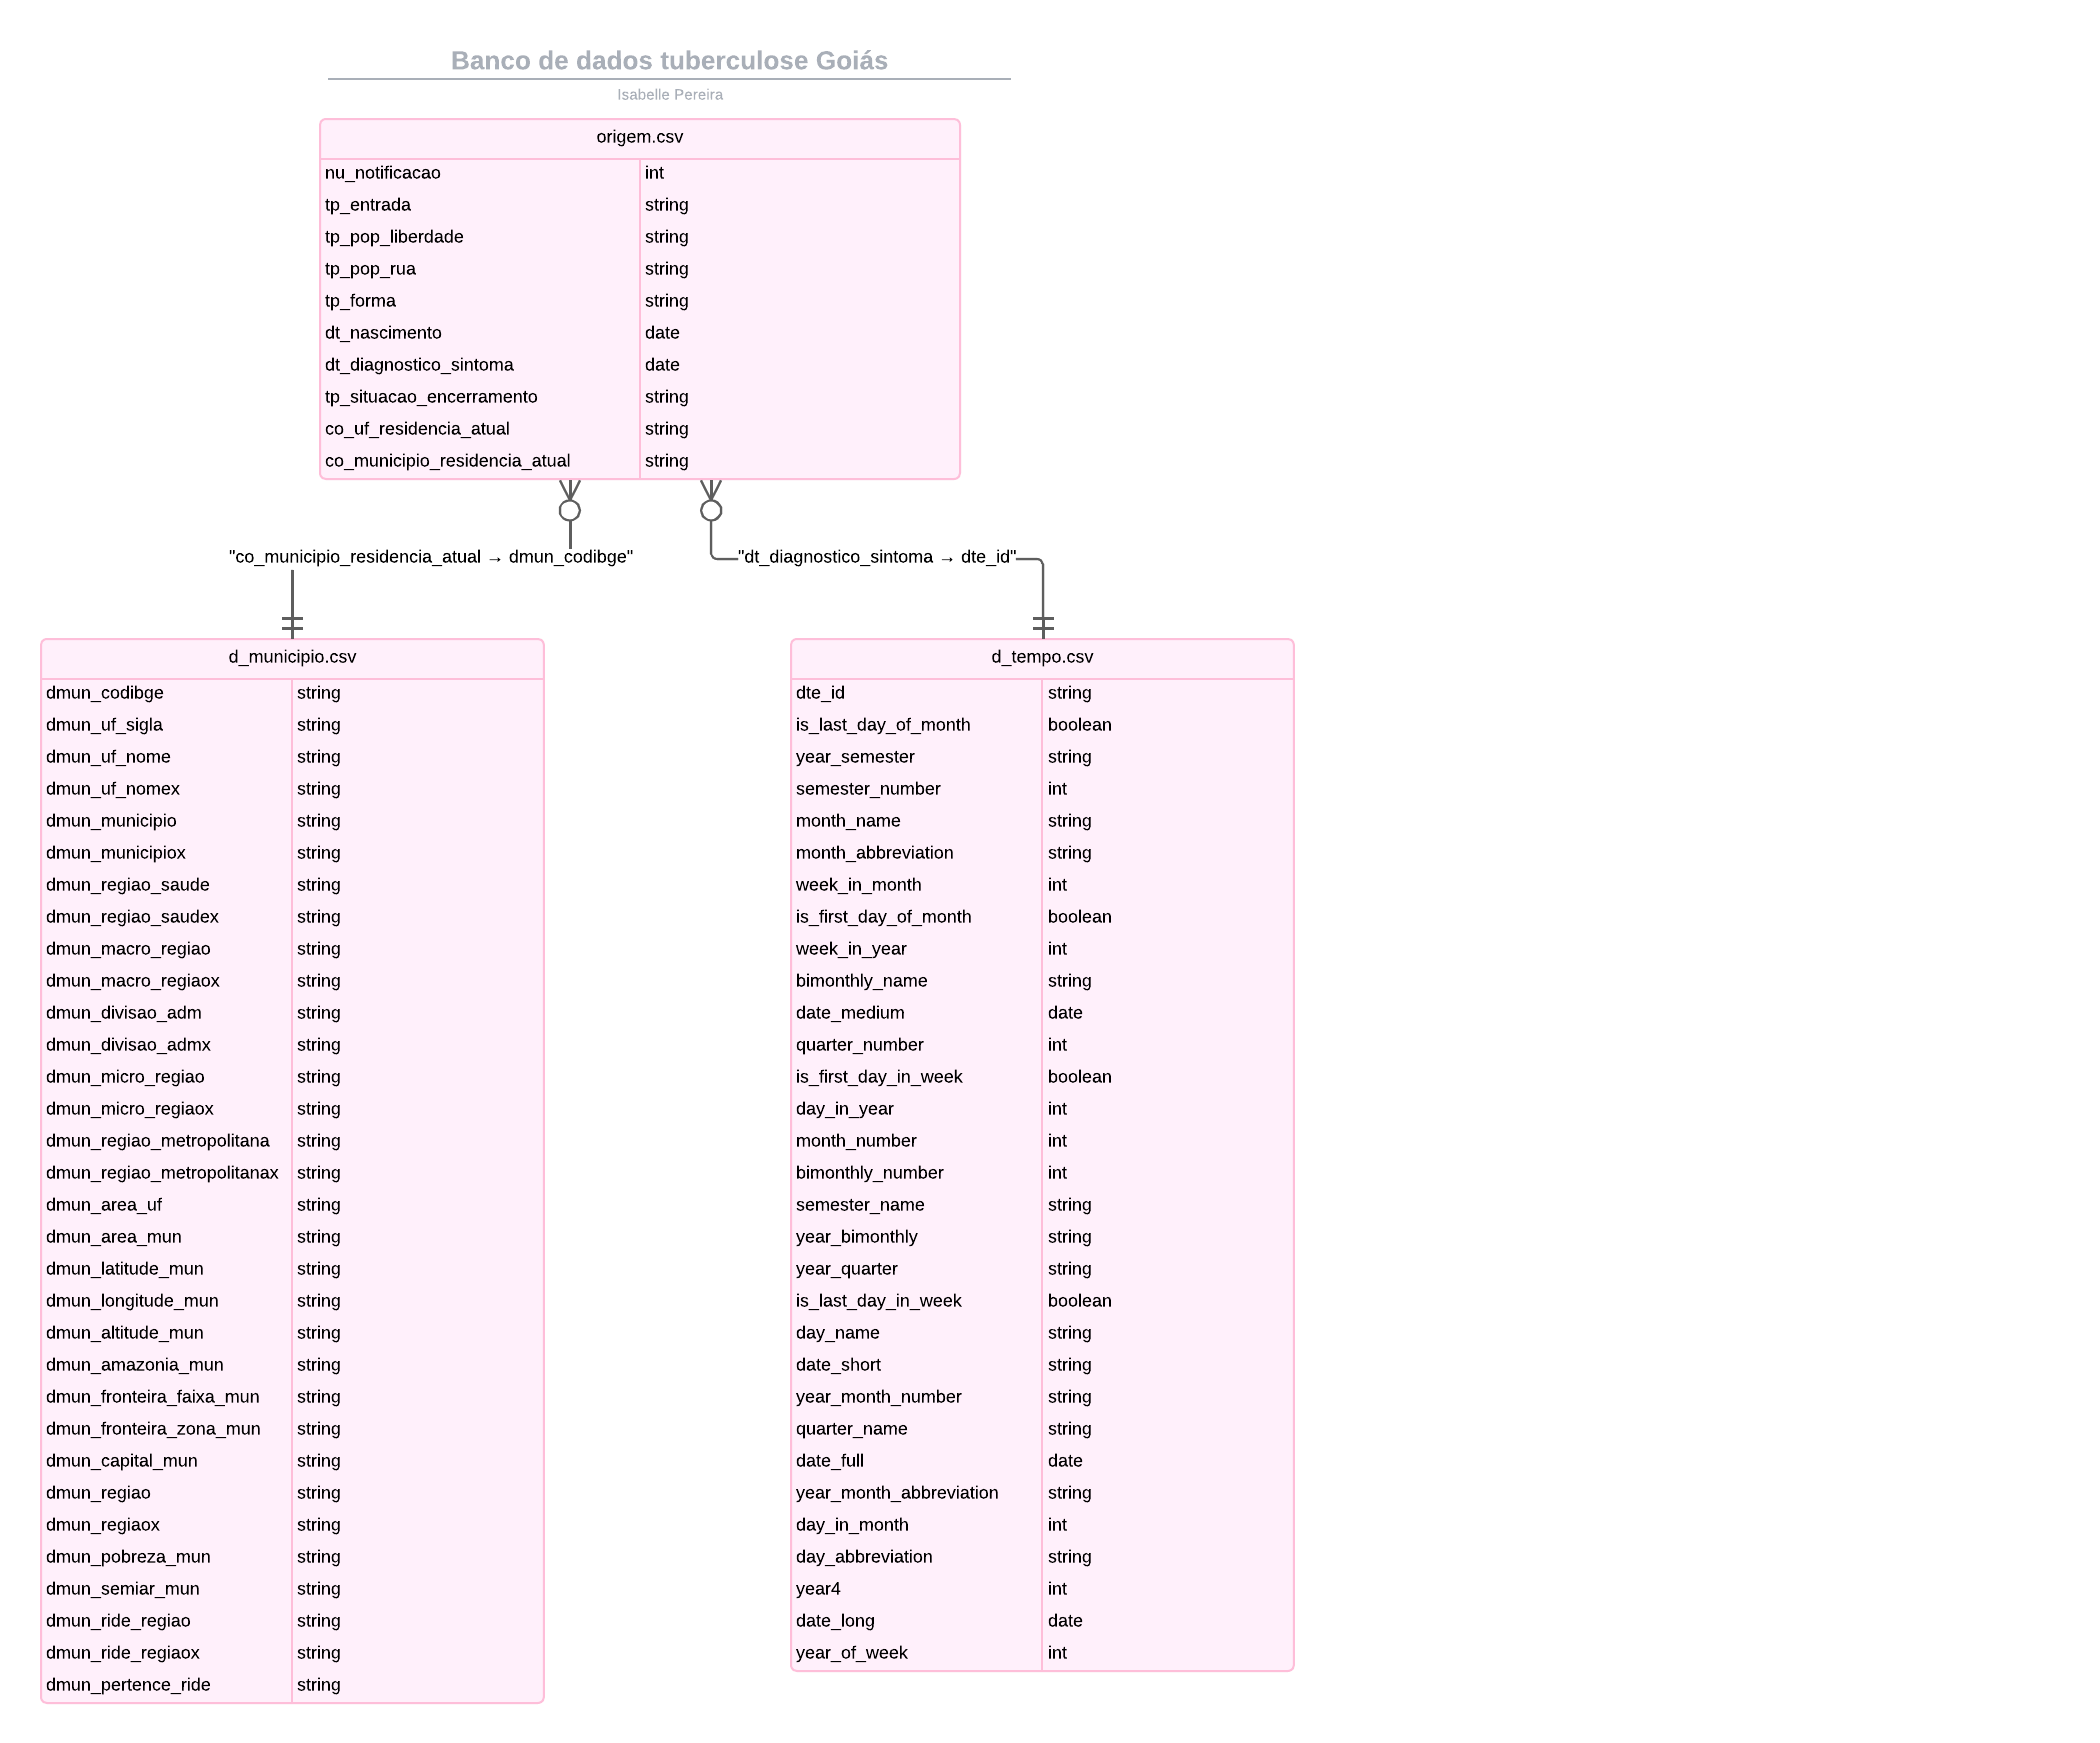 Banco de dados tuberculose Goiás
Isabelle Pereira
origem.csv
nu_notificacao int
tp_entrada string
tp_pop_liberdade string
tp_pop_rua string
tp_forma string
dt_nascimento date
dt_diagnostico_sintoma date
tp_situacao_encerramento string
co_uf_residencia_atual string
co_municipio_residencia_atual string
"co_municipio_residencia_atual → dmun_codibge"
"dt_diagnostico_sintoma → dte_id"
d_municipio.csv
dmun_codibge string
dmun_uf_sigla string
dmun_uf_nome string
dmun_uf_nomex string
dmun_municipio string
dmun_municipiox string
dmun_regiao_saude string
dmun_regiao_saudex string
dmun_macro_regiao string
dmun_macro_regiaox string
dmun_divisao_adm string
dmun_divisao_admx string
dmun_micro_regiao string
dmun_micro_regiaox string
dmun_regiao_metropolitana string
dmun_regiao_metropolitanax string
dmun_area_uf string
dmun_area_mun string
dmun_latitude_mun string
dmun_longitude_mun string
dmun_altitude_mun string
dmun_amazonia_mun string
dmun_fronteira_faixa_mun string
dmun_fronteira_zona_mun string
dmun_capital_mun string
dmun_regiao string
dmun_regiaox string
dmun_pobreza_mun string
dmun_semiar_mun string
dmun_ride_regiao string
dmun_ride_regiaox string
dmun_pertence_ride string
d_tempo.csv
dte_id string
is_last_day_of_month boolean
year_semester string
semester_number int
month_name string
month_abbreviation string
week_in_month int
is_first_day_of_month boolean
week_in_year int
bimonthly_name string
date_medium date
quarter_number int
is_first_day_in_week boolean
day_in_year int
month_number int
bimonthly_number int
semester_name string
year_bimonthly string
year_quarter string
is_last_day_in_week boolean
day_name string
date_short string
year_month_number string
quarter_name string
date_full date
year_month_abbreviation string
day_in_month int
day_abbreviation string
year4 int
date_long date
year_of_week int